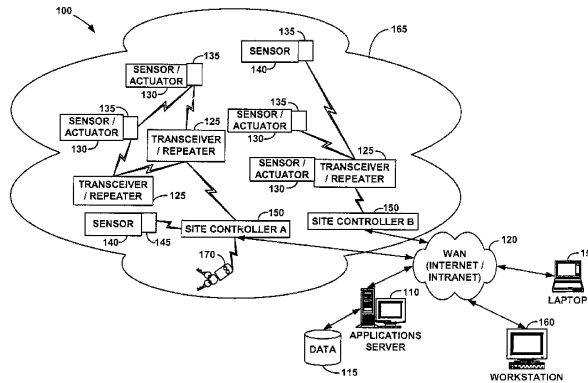 100
135
SENSOR
140
165
135
SENSOR /
ACTUATOR
130
135
SENSOR /
ACTUATOR
130
135
SENSOR /
ACTUATOR
130
125
TRANSCEIVER
/ REPEATER
125
TRANSCEIVER
/ REPEATER
SENSOR /
ACTUATOR
130
TRANSCEIVER
/ REPEATER
125
150
SITE CONTROLLER B
150
SITE CONTROLLER A
SENSOR
140
145
170
120
WAN
(INTERNET /
INTRANET)
LAPTOP
110
APPLICATIONS
SERVER
DATA
115
160
WORKSTATION